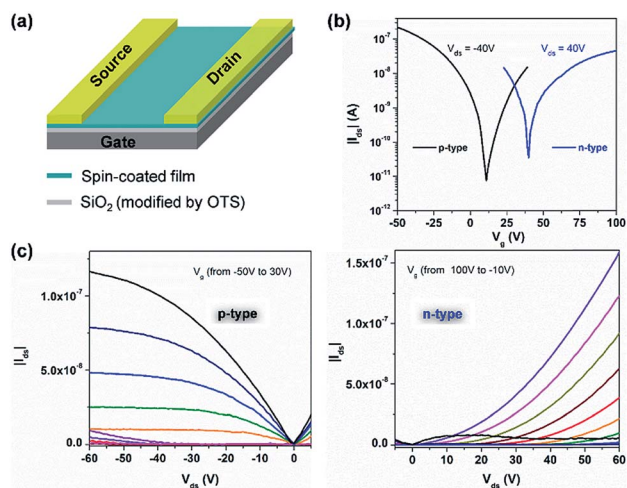 (a)
Source
Drain
Gate
Spin-coated film
SiO2 (modified by OTS)
(b)
Vds = -40V
Vds = 40V
10-7
10-8
10-9
10-10
10-11
10-12
|Ids| (A)
p-type
n-type
-50 -25 0 25 50 75 100
Vg (V)
(c)
Vg (from -50V to 30V)
p-type
1.0x10-7
5.0x10-8
0.0
|Ids|
-60 -50 -40 -30 -20 -10 0
Vds (V)
Vg (from 100V to -10V)
n-type
1.5x10-7
1.0x10-7
5.0x10-8
0.0
|Ids|
0 10 20 30 40 50 60
Vds (V)